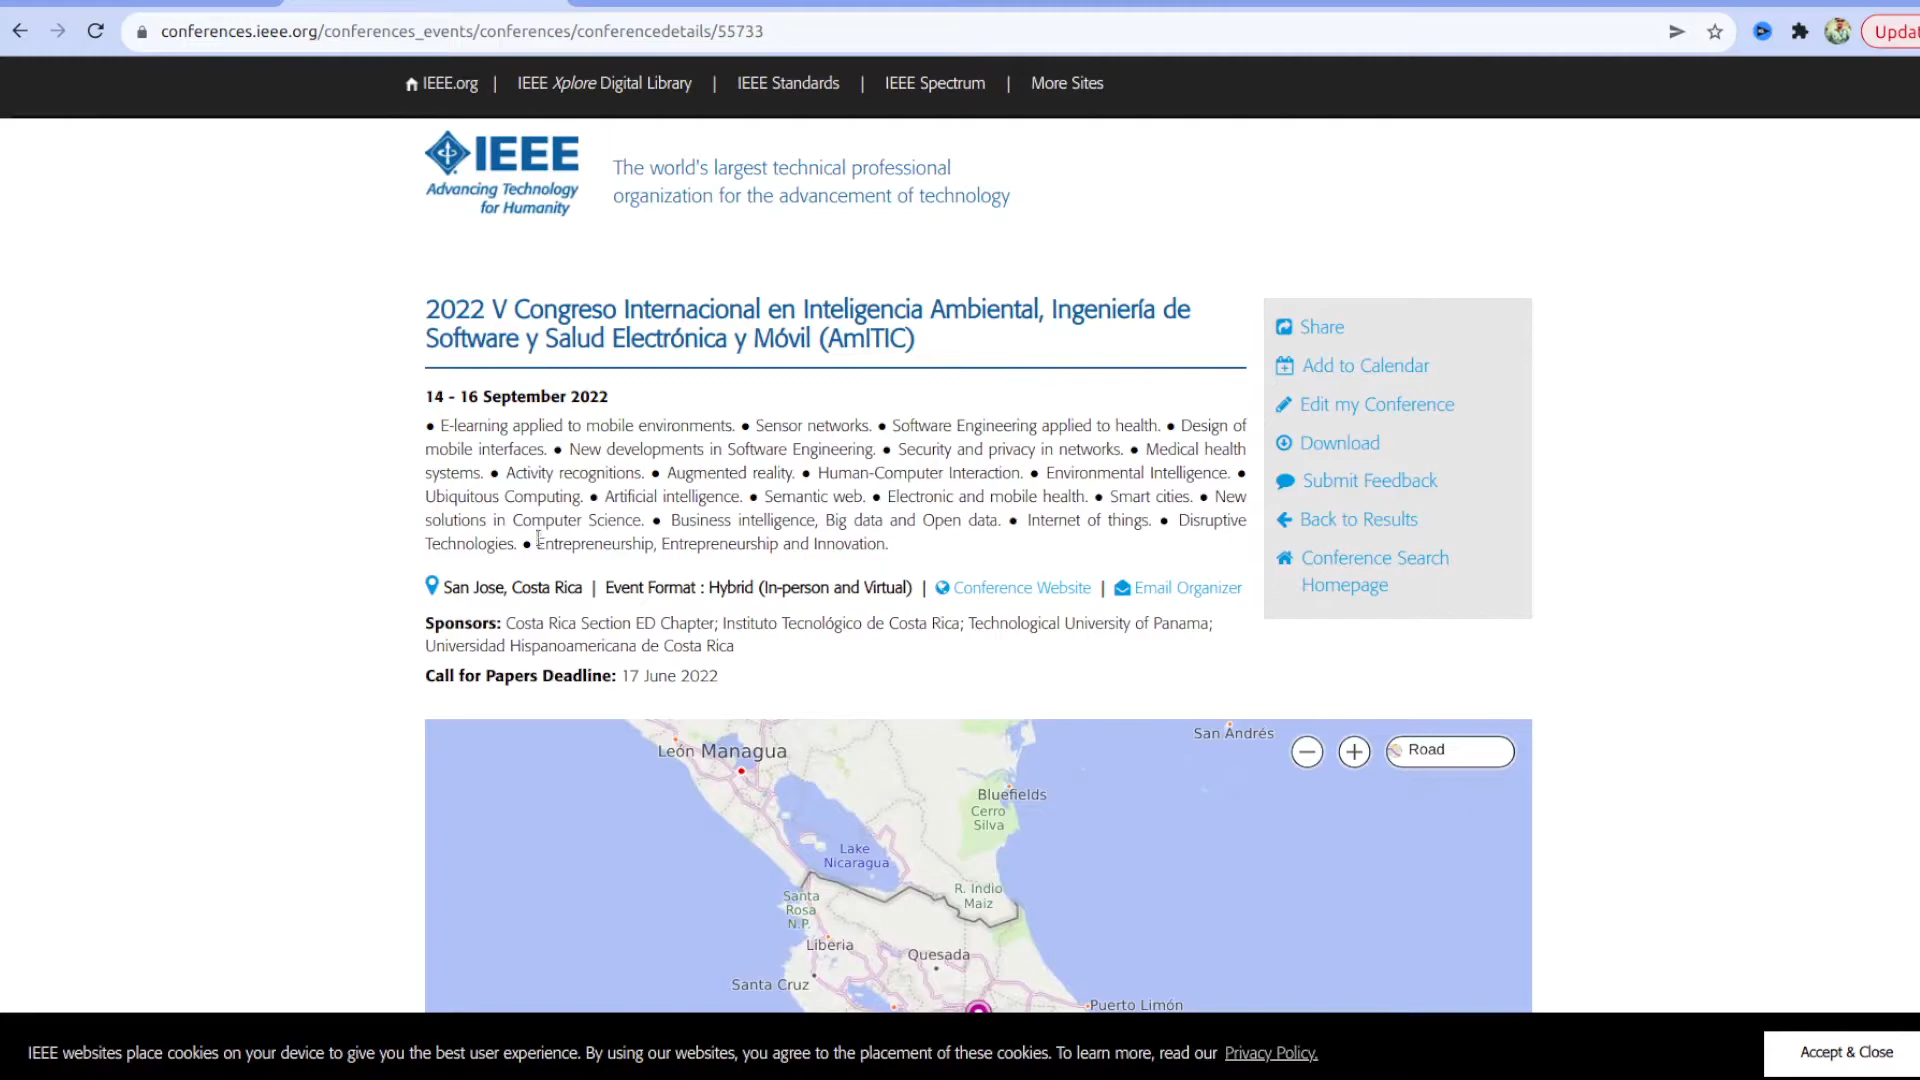 conferences.ieee.org/conferences_events/conferences/conferencedetails/55733
IEEE.org | IEEE Xplore Digital Library | IEEE Standards | IEEE Spectrum | More Sites
IEEE
Advancing Technology
for Humanity
The world's largest technical professional
organization for the advancement of technology
2022 V Congreso Internacional en Inteligencia Ambiental, Ingeniería de
Software y Salud Electrónica y Móvil (AmITIC)
14 - 16 September 2022
● E-learning applied to mobile environments. ● Sensor networks. ● Software Engineering applied to health. ● Design of
mobile interfaces. ● New developments in Software Engineering. ● Security and privacy in networks. ● Medical health
systems. ● Activity recognitions. ● Augmented reality. ● Human-Computer Interaction. ● Environmental Intelligence. ●
Ubiquitous Computing. ● Artificial intelligence. ● Semantic web. ● Electronic and mobile health. ● Smart cities. ● New
solutions in Computer Science. ● Business intelligence, Big data and Open data. ● Internet of things. ● Disruptive
Technologies. ● Entrepreneurship, Entrepreneurship and Innovation.
San Jose, Costa Rica | Event Format : Hybrid (In-person and Virtual) | Conference Website | Email Organizer
Sponsors: Costa Rica Section ED Chapter; Instituto Tecnológico de Costa Rica; Technological University of Panama;
Universidad Hispanoamericana de Costa Rica
Call for Papers Deadline: 17 June 2022
Share
Add to Calendar
Edit my Conference
Download
Submit Feedback
Back to Results
Conference Search
Homepage
San Andrés
Road
León Managua
Bluefields
Cerro
Silva
Lake
Nicaragua
R. Indio
Maiz
Santa
Rosa
N.P.
Liberia
Quesada
Santa Cruz
Puerto Limón
IEEE websites place cookies on your device to give you the best user experience. By using our websites, you agree to the placement of these cookies. To learn more, read our Privacy Policy.
Accept & Close